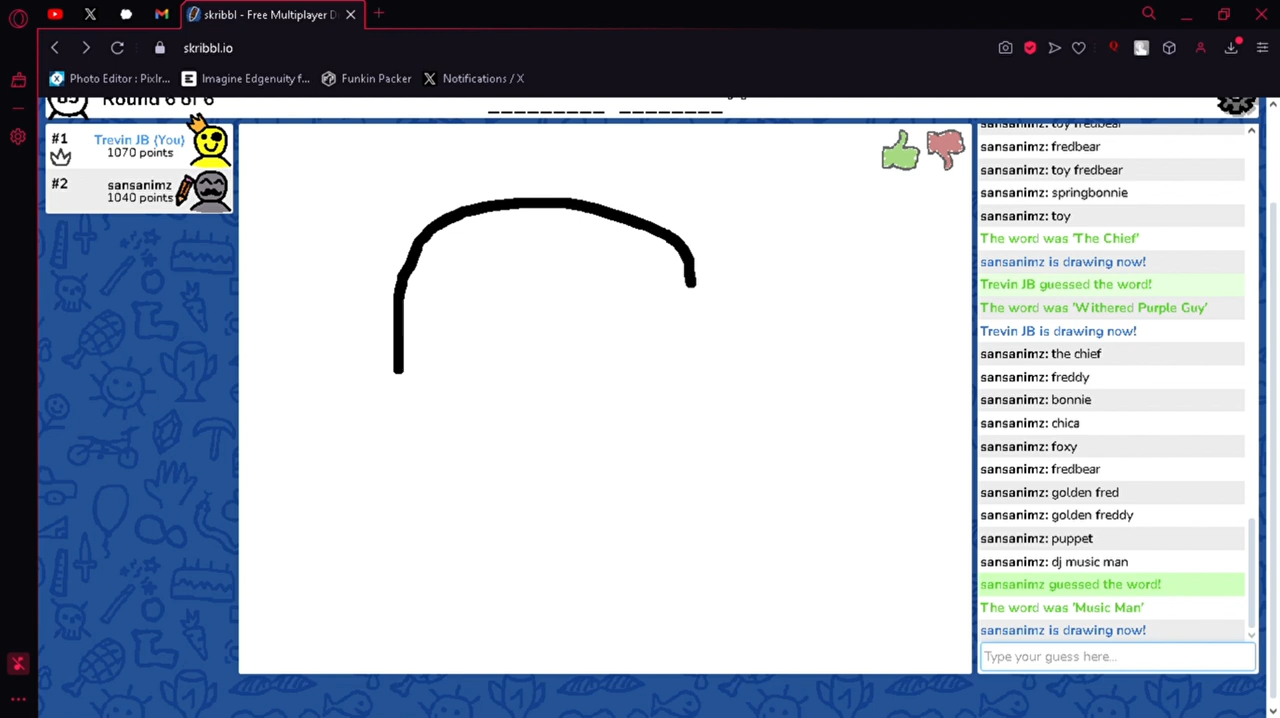 skribbl - Free Multiplayer D
skribl.io
Photo Editor : Pixlr...
Imagine Edgenuity f...
Funkin Packer
Notifications / X
Round 6 of 6
#1
Trevin JB (You)
1070 points
#2
sansanimz
1040 points
sansanimz: toy fredbear
sansanimz: fredbear
sansanimz: toy fredbear
sansanimz: springbonnie
sansanimz: toy
The word was 'The Chief'
sansanimz is drawing now!
Trevin JB guessed the word!
The word was 'Withered Purple Guy'
Trevin JB is drawing now!
sansanimz: the chief
sansanimz: freddy
sansanimz: bonnie
sansanimz: chica
sansanimz: foxy
sansanimz: fredbear
sansanimz: golden fred
sansanimz: golden freddy
sansanimz: puppet
sansanimz: dj music man
sansanimz guessed the word!
The word was 'Music Man'
sansanimz is drawing now!
Type your guess here...